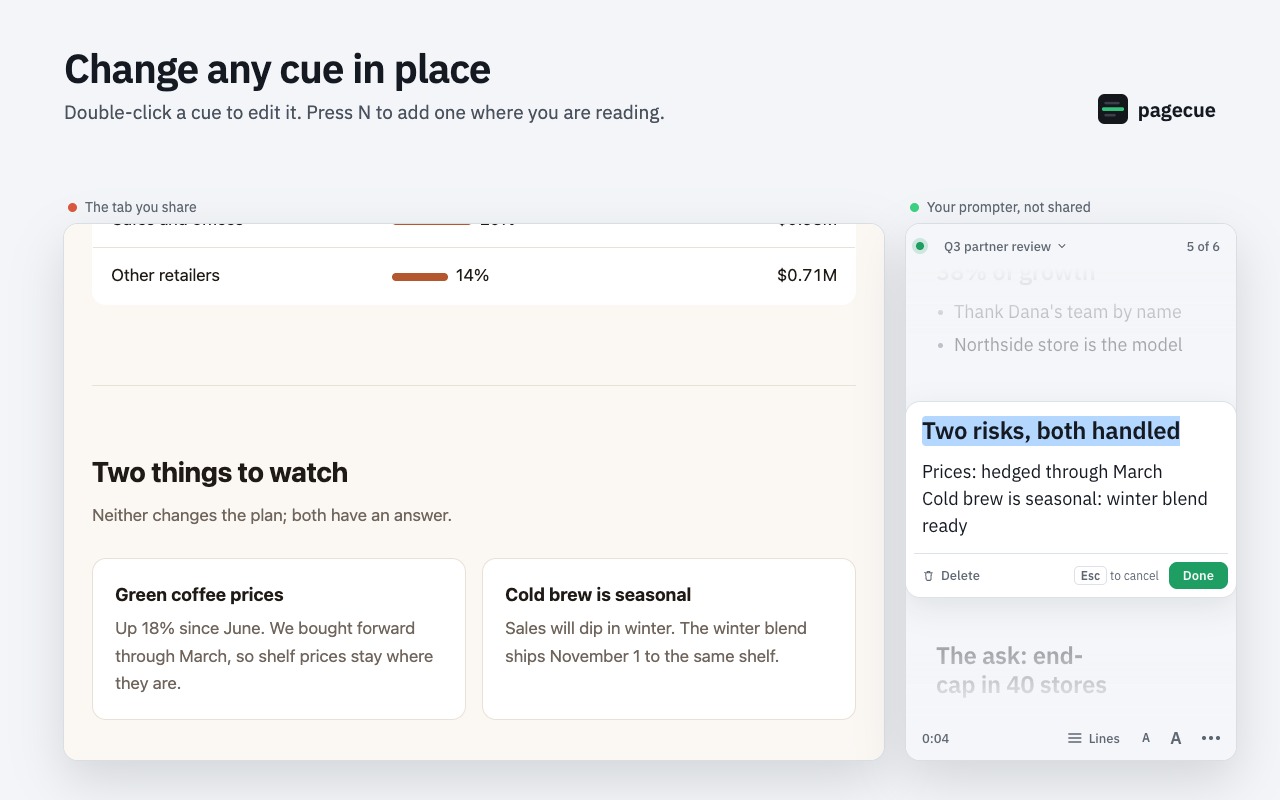 Change any cue in place
Double-click a cue to edit it. Press N to add one where you are reading.
pagecue
The tab you share
Other retailers 14% $0.71M
Two things to watch
Neither changes the plan; both have an answer.
Green coffee prices
Up 18% since June. We bought forward
through March, so shelf prices stay where
they are.
Cold brew is seasonal
Sales will dip in winter. The winter blend
ships November 1 to the same shelf.
Your prompter, not shared
Q3 partner review 5 of 6
of growth
• Thank Dana's team by name
• Northside store is the model
Two risks, both handled
Prices: hedged through March
Cold brew is seasonal: winter blend
ready
Delete Esc to cancel Done
The ask: end-
cap in 40 stores
0:04 Lines A A